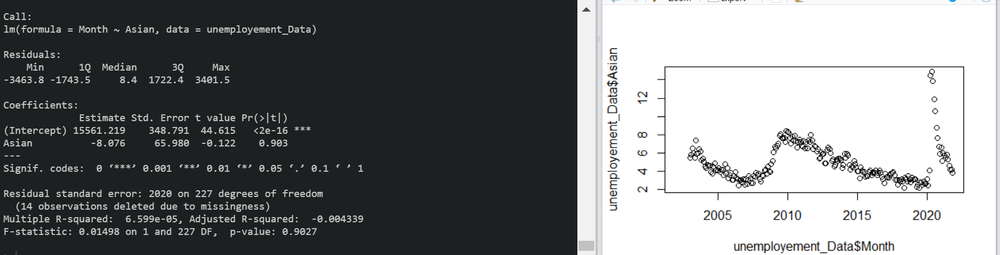 Call:
lm(formula = Month ~ Asian, data = unemployement_Data)
Residuals:
Min 1Q Median 3Q Max
-3463.8 -1743.5 8.4 1722.4 3401.5
Coefficients:
Estimate Std. Error t value Pr(>|t|)
(Intercept) 15561.219 348.791 44.615 <2e-16 ***
Asian -8.076 65.980 -0.122 0.903
---
Signif. codes: 0 ‘***’ 0.001 ‘**’ 0.01 ‘*’ 0.05 ‘.’ 0.1 ‘ ’ 1
Residual standard error: 2020 on 227 degrees of freedom
(14 observations deleted due to missingness)
Multiple R-squared: 6.599e-05, Adjusted R-squared: -0.004339
F-statistic: 0.01498 on 1 and 227 DF, p-value: 0.9027
Zoom Export
unemployement_Data$Asian
12
8
6
4
2
2005 2010 2015 2020
unemployement_Data$Month